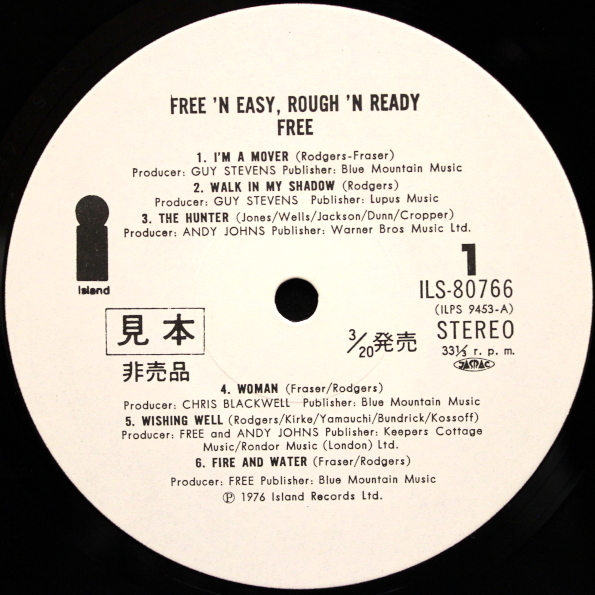 FREE 'N EASY, ROUGH 'N READY
FREE
1. I'M A MOVER (Rodgers-Fraser)
Producer: GUY STEVENS Publisher: Blue Mountain Music
2. WALK IN MY SHADOW (Rodgers)
Producer: GUY STEVENS Publisher: Lupus Music
3. THE HUNTER (Jones/Wells/Jackson/Dunn/Cropper)
Producer: ANDY JOHNS Publisher: Warner Bros Music Ltd.
island
1
ILS-80766
(ILPS 9453-A)
STEREO
33⅓ r. p. m.
JASRAC
見本
非売品
3/20発売
4. WOMAN (Fraser/Rodgers)
Producer: CHRIS BLACKWELL Publisher: Blue Mountain Music
5. WISHING WELL (Rodgers/Kirke/Yamauchi/Bundrick/Kossoff)
Producer: FREE and ANDY JOHNS Publisher: Keepers Cottage
Music/Rondor Music (London) Ltd.
6. FIRE AND WATER (Fraser/Rodgers)
Producer: FREE Publisher: Blue Mountain Music
℗ 1976 Island Records Ltd.